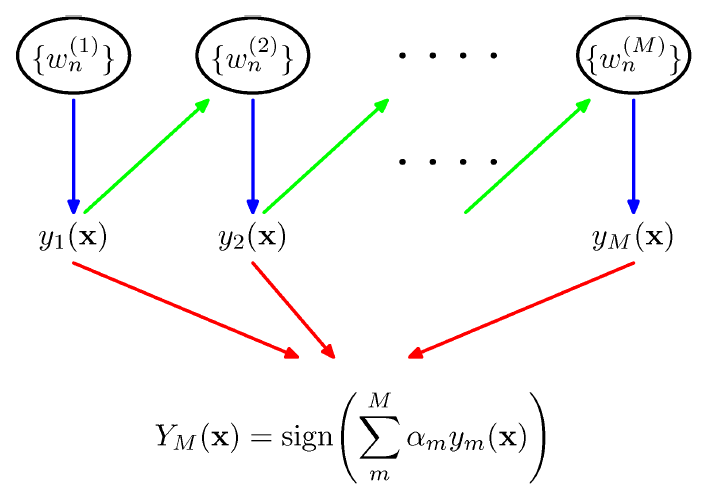 {w_n^{(1)}} {w_n^{(2)}} . . . . {w_n^{(M)}}
. . . .
y_1(x) y_2(x) y_M(x)
Y_M(x) = sign(∑_m^M α_m y_m(x))